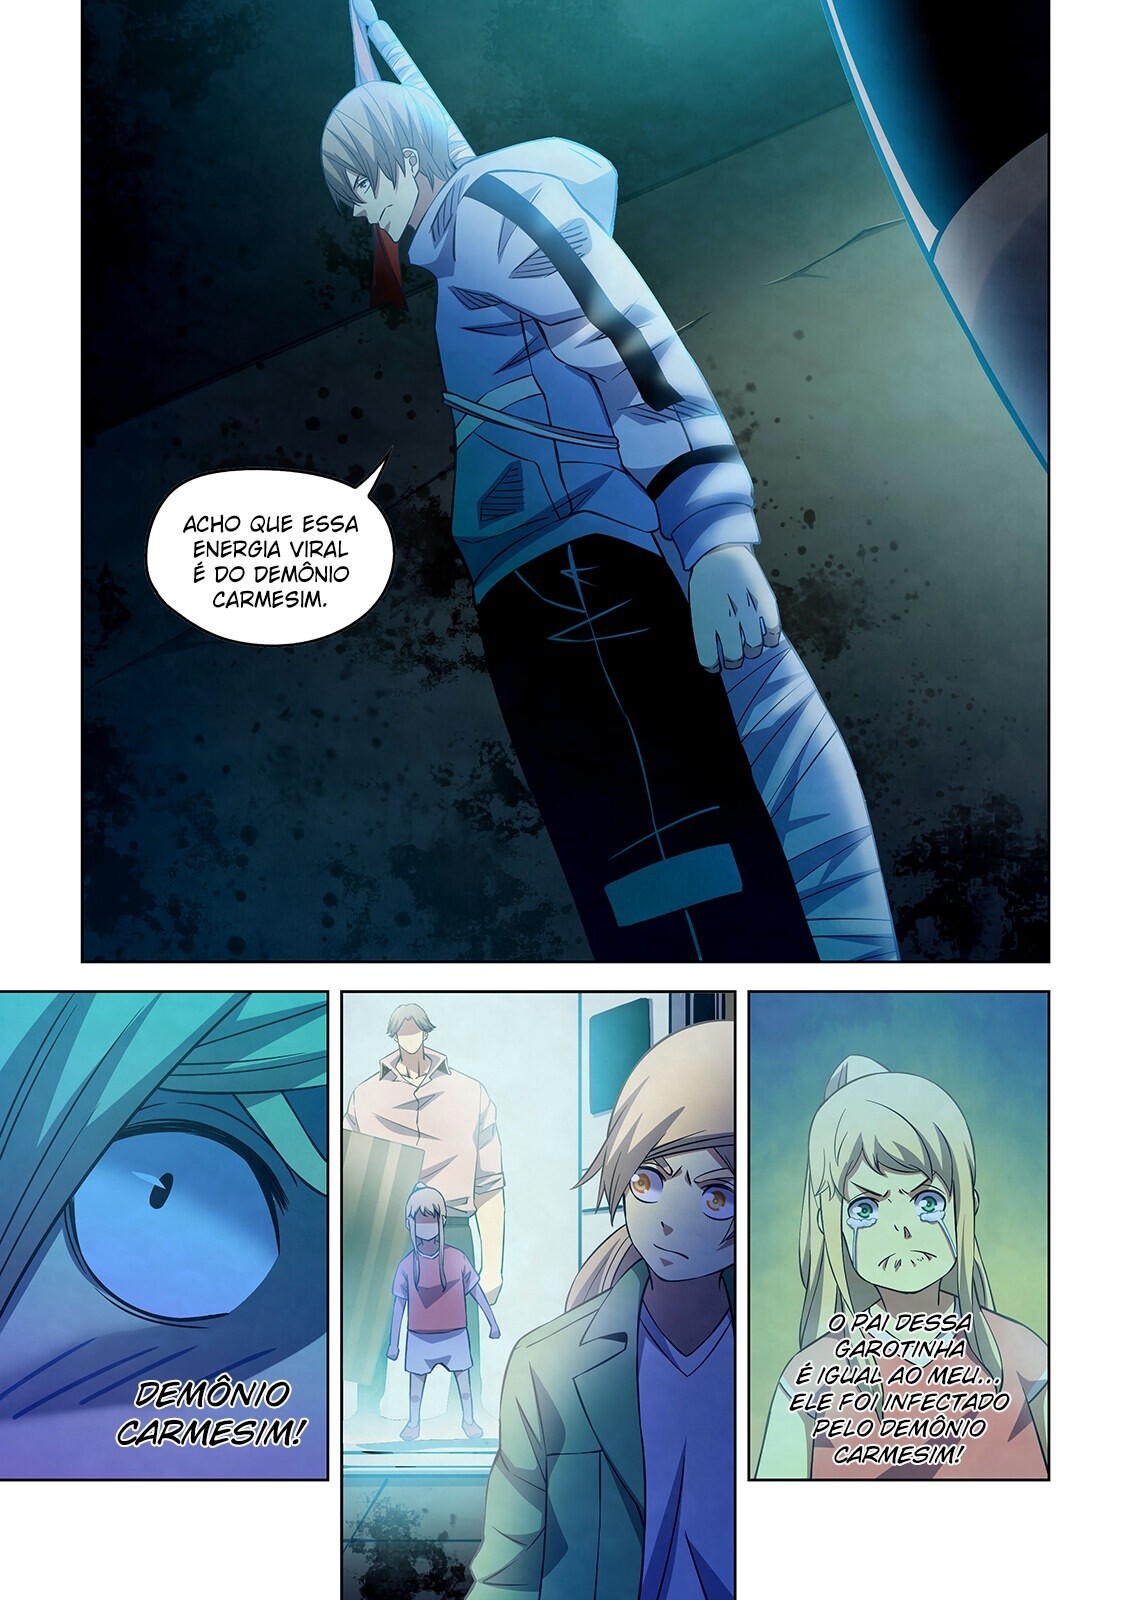 ACHO QUE ESSA
ENERGIA VIRAL
É DO DEMÔNIO
CARMESIM.
DEMÔNIO
CARMESIM!
O PAI DESSA
GAROTINHA
É IGUAL AO MEU...
ELE FOI INFECTADO
PELO DEMÔNIO
CARMESIM!